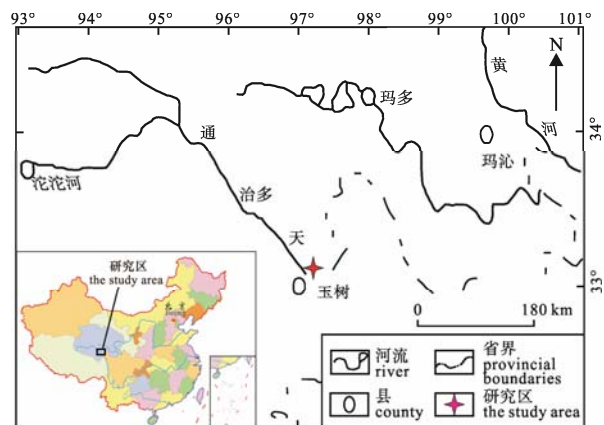 93° 94° 95° 96° 97° 98° 99° 100° 101°
黄
N
玛多
通
河
34°
玛沁
沱沱河
治多
天
研究区
the study area
玉树
33°
北京
0 180 km
河流
river
省界
provincial
boundaries
县
county
研究区
the study area